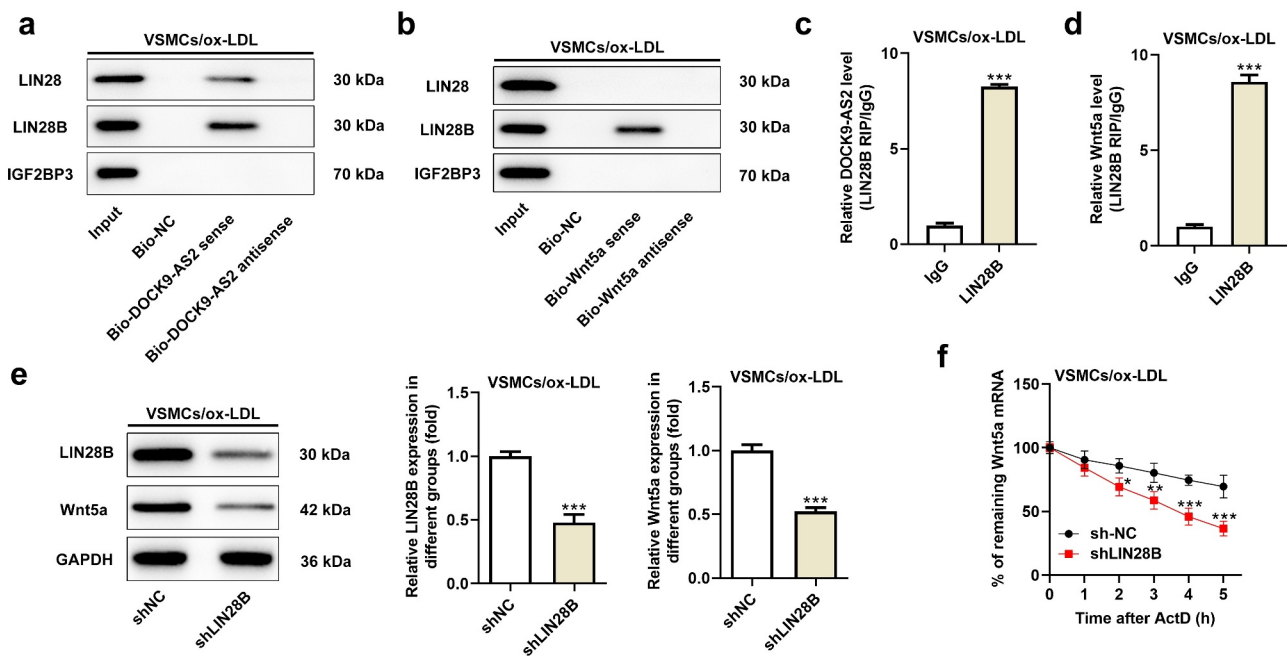 a
VSMCs/ox-LDL
LIN28
30 kDa
LIN28B
30 kDa
IGF2BP3
70 kDa
Input
Bio-NC
Bio-DOCK9-AS2 sense
Bio-DOCK9-AS2 antisense
b
VSMCs/ox-LDL
LIN28
30 kDa
LIN28B
30 kDa
IGF2BP3
70 kDa
Input
Bio-NC
Bio-Wnt5a sense
Bio-Wnt5a antisense
c
VSMCs/ox-LDL
Relative DOCK9-AS2 level
(LIN28B RIP/IgG)
10
5
0
***
IgG
LIN28B
d
VSMCs/ox-LDL
Relative Wnt5a level
(LIN28B RIP/IgG)
10
5
0
***
IgG
LIN28B
e
VSMCs/ox-LDL
LIN28B
30 kDa
Wnt5a
42 kDa
GAPDH
36 kDa
shNC
shLIN28B
VSMCs/ox-LDL
Relative LIN28B expression in
different groups (fold)
1.5
1.0
0.5
0.0
***
shNC
shLIN28B
VSMCs/ox-LDL
Relative Wnt5a expression in
different groups (fold)
1.5
1.0
0.5
0.0
***
shNC
shLIN28B
f
VSMCs/ox-LDL
% of remaining Wnt5a mRNA
150
100
50
0
*
**
***
***
sh-NC
shLIN28B
0 1 2 3 4 5
Time after ActD (h)